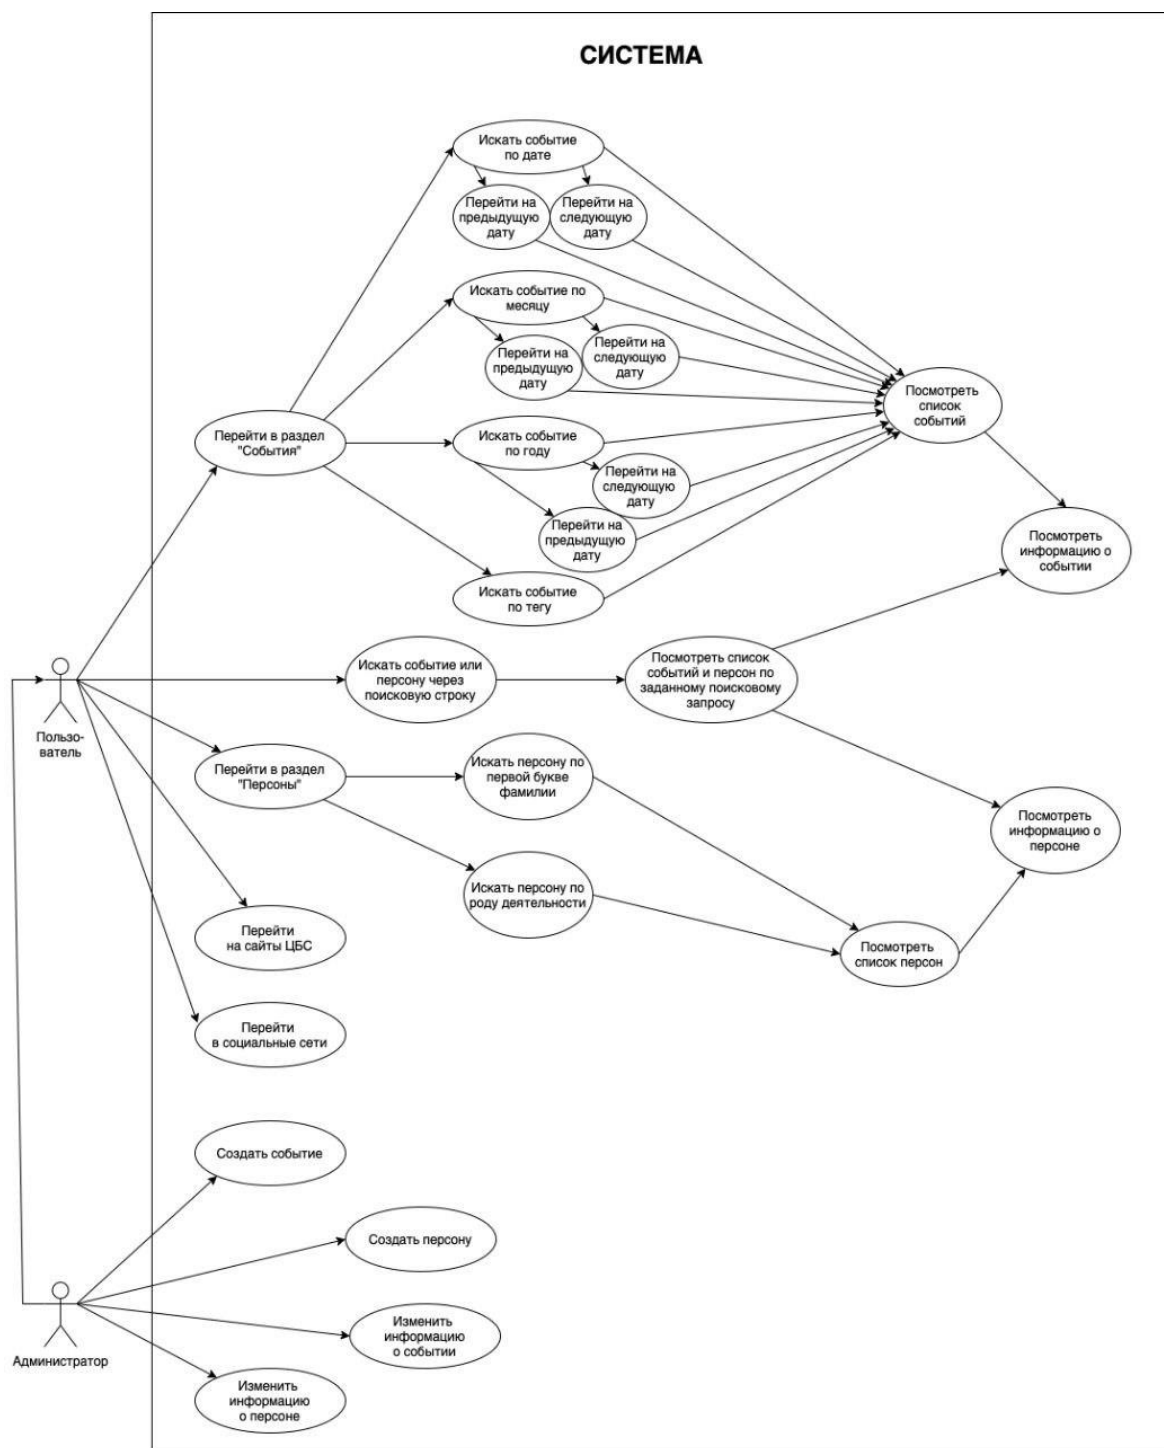 СИСТЕМА
Искать событие
по дате
Перейти на
предыдущую
дату
Перейти на
следующую
дату
Искать событие по
месяцу
Перейти на
предыдущую
дату
Перейти на
следующую
дату
Посмотреть
список
событий
Перейти в раздел
"События"
Искать событие
по году
Перейти на
следующую
дату
Перейти на
предыдущую
дату
Посмотреть
информацию о
событии
Искать событие
по тегу
Пользо-
ватель
Искать событие или
персону через
поисковую строку
Посмотреть список
событий и персон по
заданному поисковому
запросу
Перейти в раздел
"Персоны"
Искать персону по
первой букве
фамилии
Посмотреть
информацию о
персоне
Искать персону по
роду деятельности
Посмотреть
список персон
Перейти
на сайты ЦБС
Перейти
в социальные сети
Создать событие
Создать персону
Администратор
Изменить
информацию
о событии
Изменить
информацию
о персоне